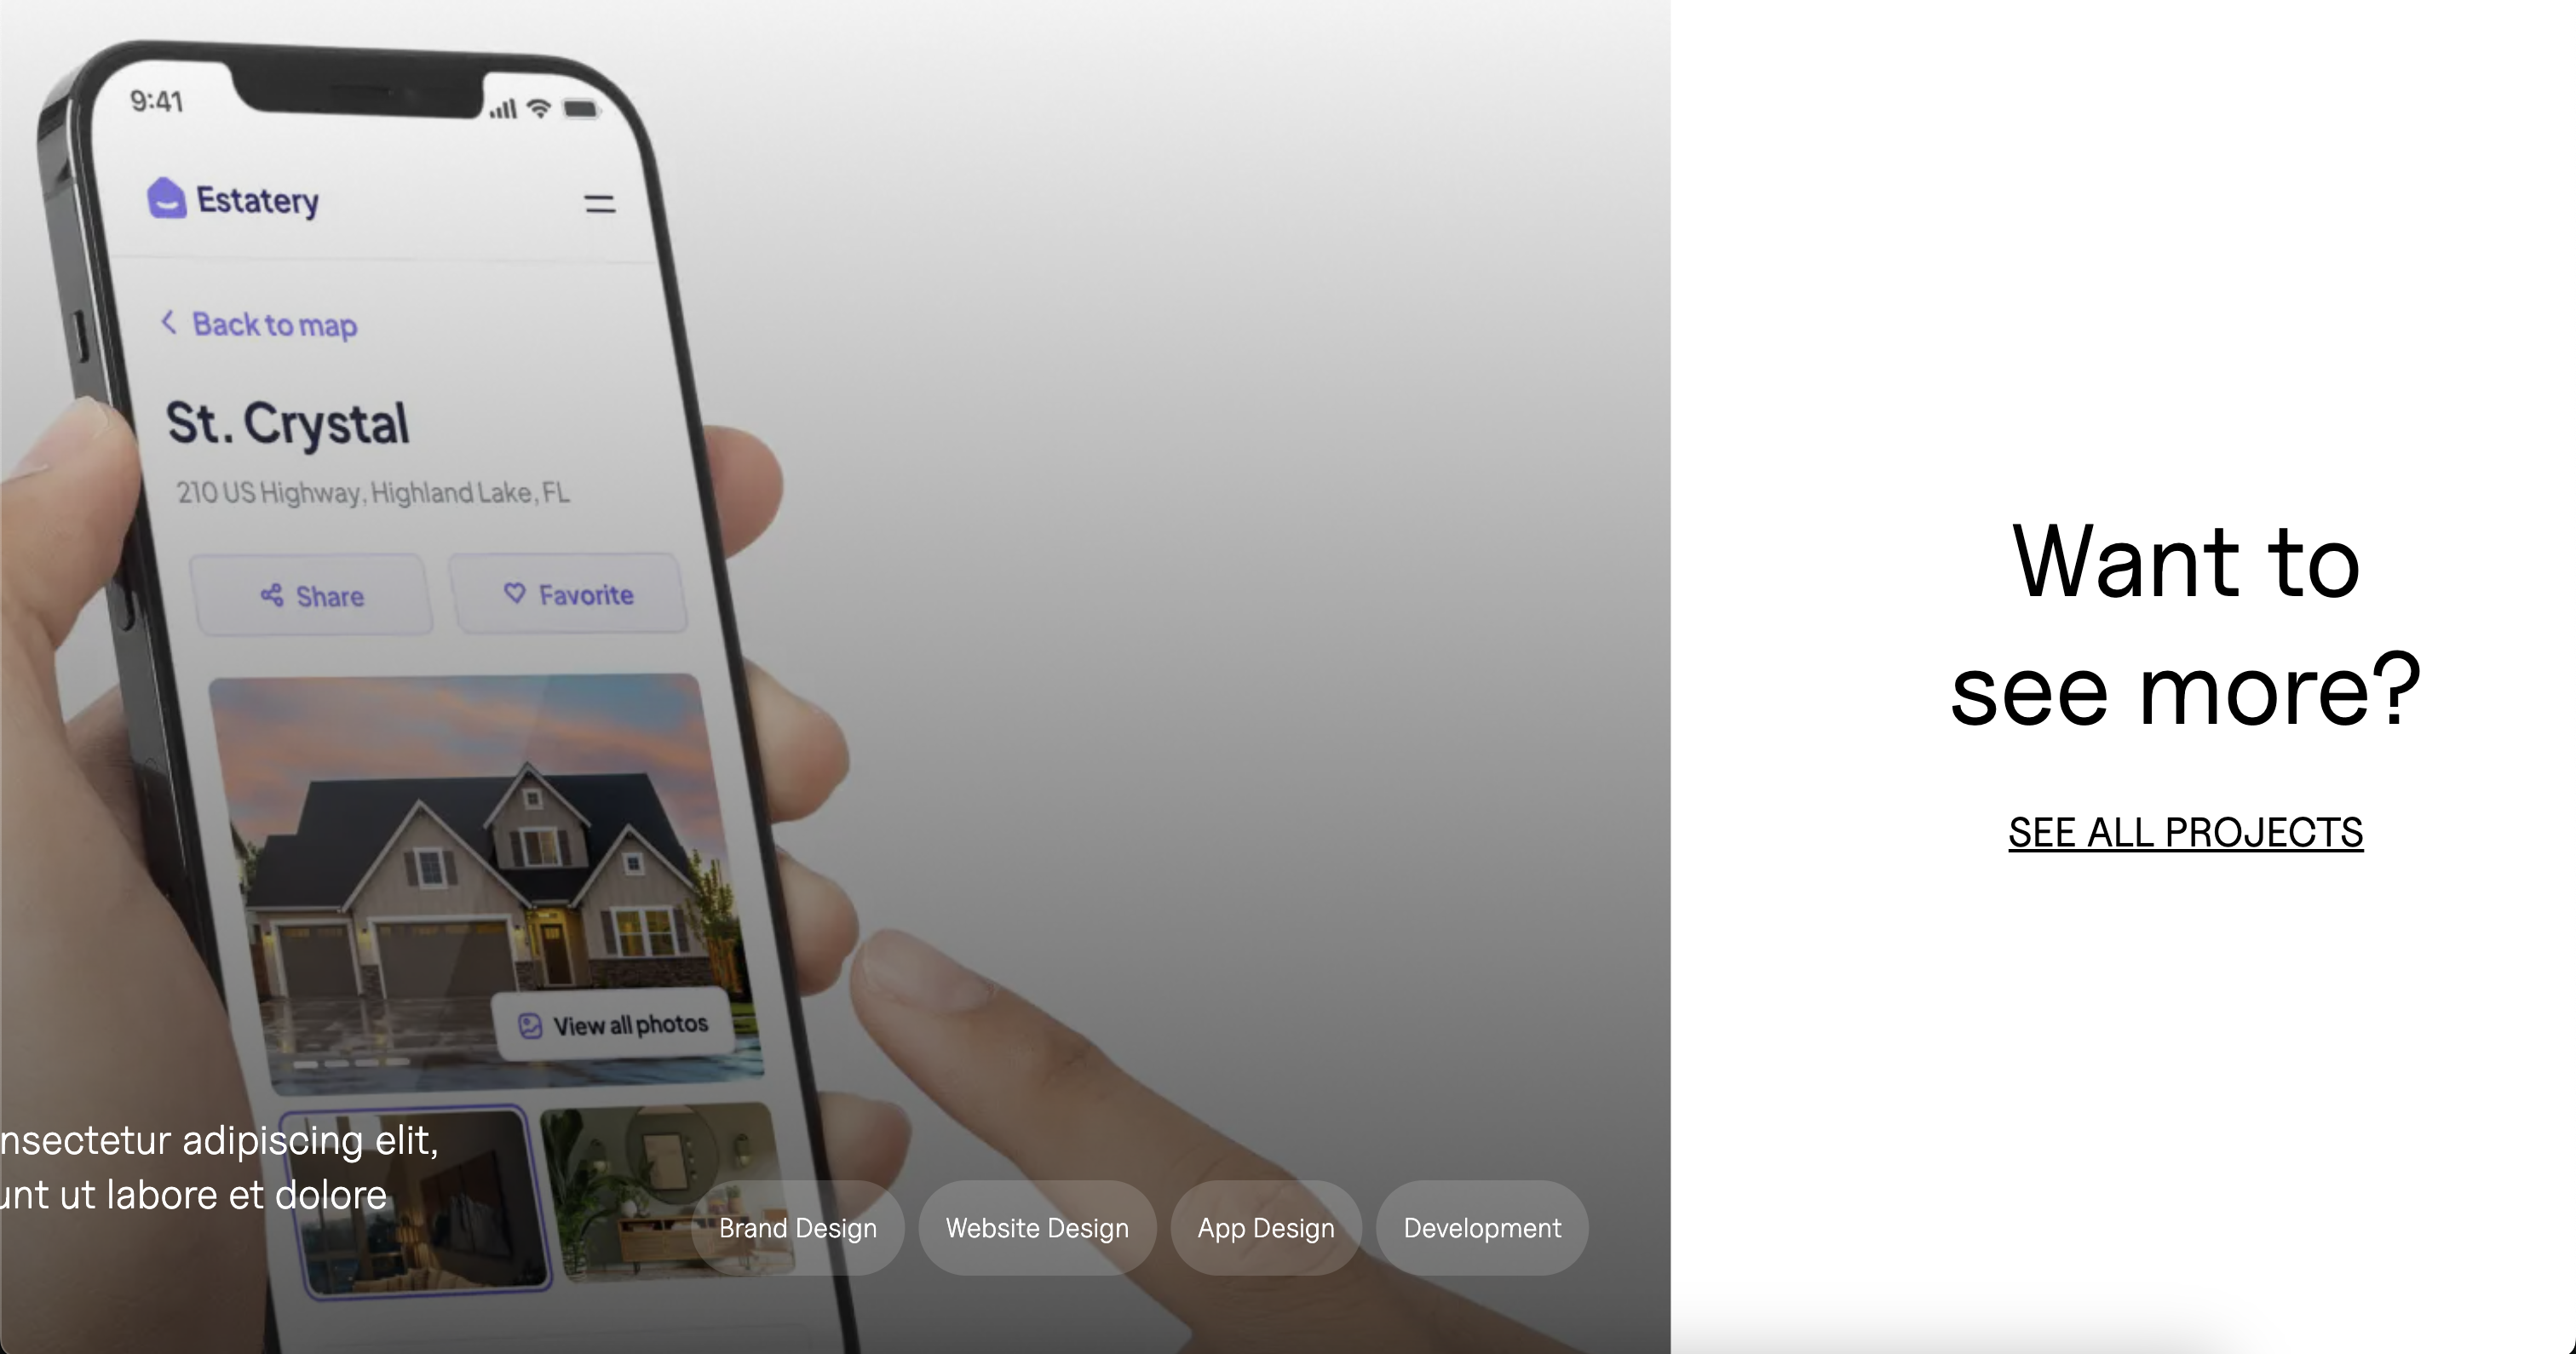 9:41
Estatery
Back to map
St. Crystal
210 US Highway, Highland Lake, FL
Share
Favorite
View all photos
nsectetur adipiscing elit,
unt ut labore et dolore
Brand Design
Website Design
App Design
Development
Want to
see more?
SEE ALL PROJECTS